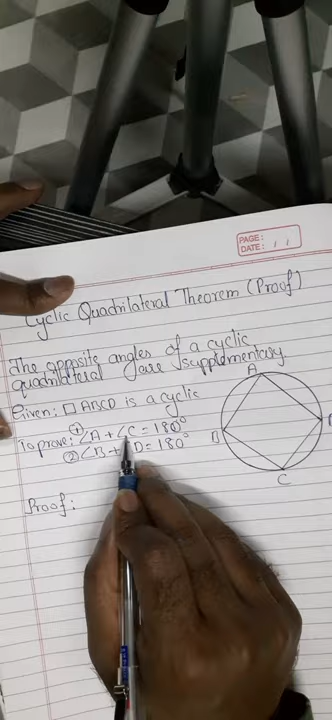 PAGE:
DATE: / /
Cyclic Quadrilateral Theorem (Proof)
The opposite angles of a cyclic
quadrilateral are supplementary.
Given: □ ABCD is a cyclic
To prove: ① ∠A + ∠C = 180°
② ∠B + D = 180°
Proof:
A
B
C